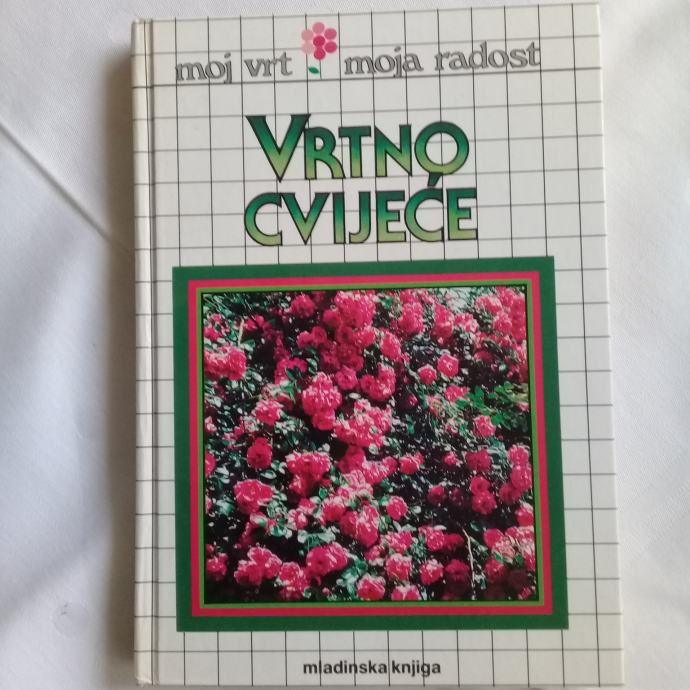 moj vrt moja radost
VRTNO
CVIJEĆE
mladinska knjiga